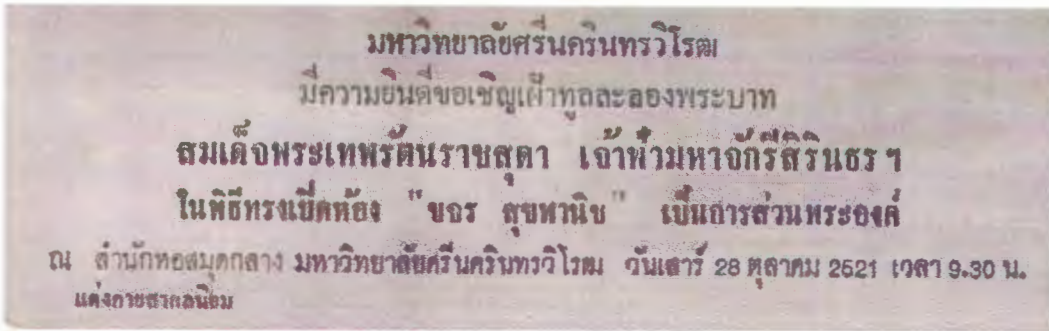 มหาวิทยาลัยศรีนครินทรวิโรฒ
มีความยินดีขอเชิญเฝ้าทูลละอองพระบาท
สมเด็จพระเทพรัตนราชสุดา เจ้าฟ้ามหาจักรีสิรินธร ฯ
ในพิธีทรงเปิดห้อง "ขจร สุขพานิช" เป็นการส่วนพระองค์
ณ สำนักหอสมุดกลาง มหาวิทยาลัยศรีนครินทรวิโรฒ วันเสาร์ 28 ตุลาคม 2521 เวลา 9.30 น.
แต่งกายสากลนิยม